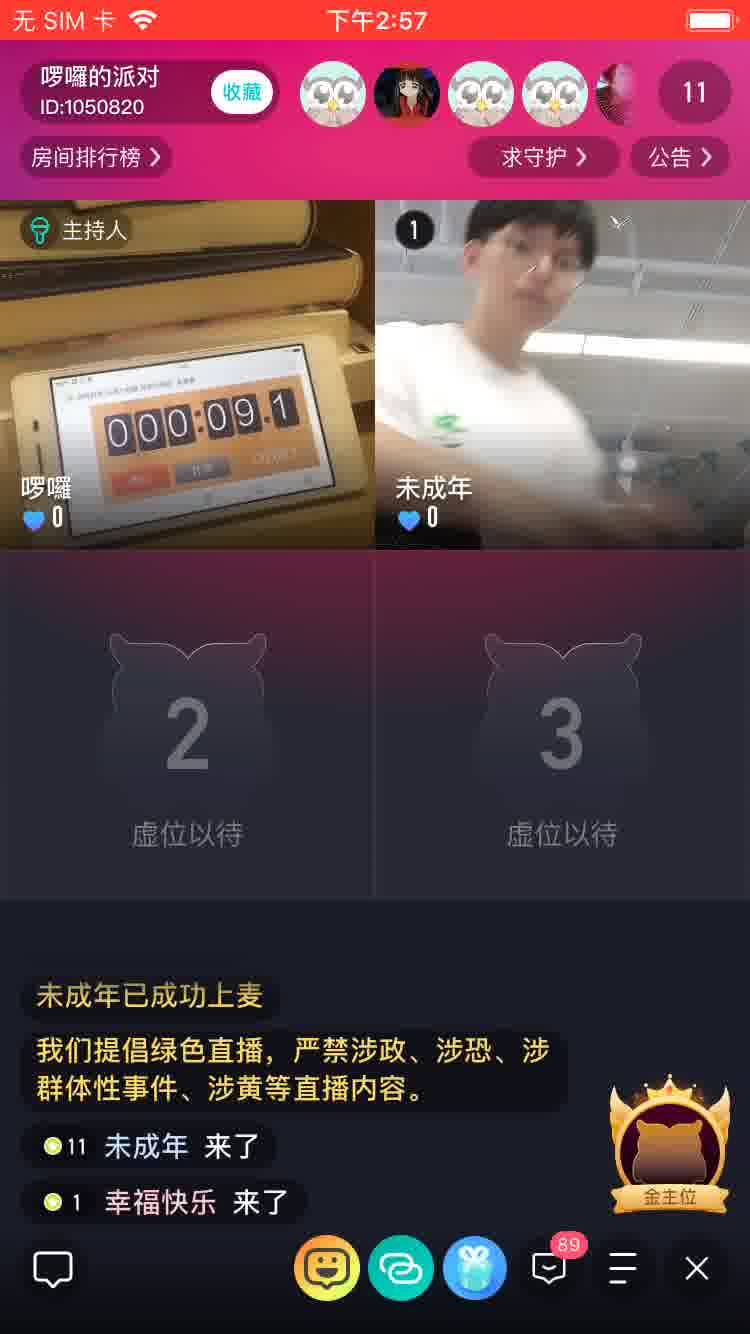 无 SIM 卡
下午2:57
啰囉的派对
ID:1050820
收藏
11
房间排行榜
求守护
公告
主持人
1
000:09.1
啰囉
0
未成年
0
2
3
虚位以待
虚位以待
未成年已成功上麦
我们提倡绿色直播，严禁涉政、涉恐、涉
群体性事件、涉黄等直播内容。
11 未成年 来了
1 幸福快乐 来了
金主位
89